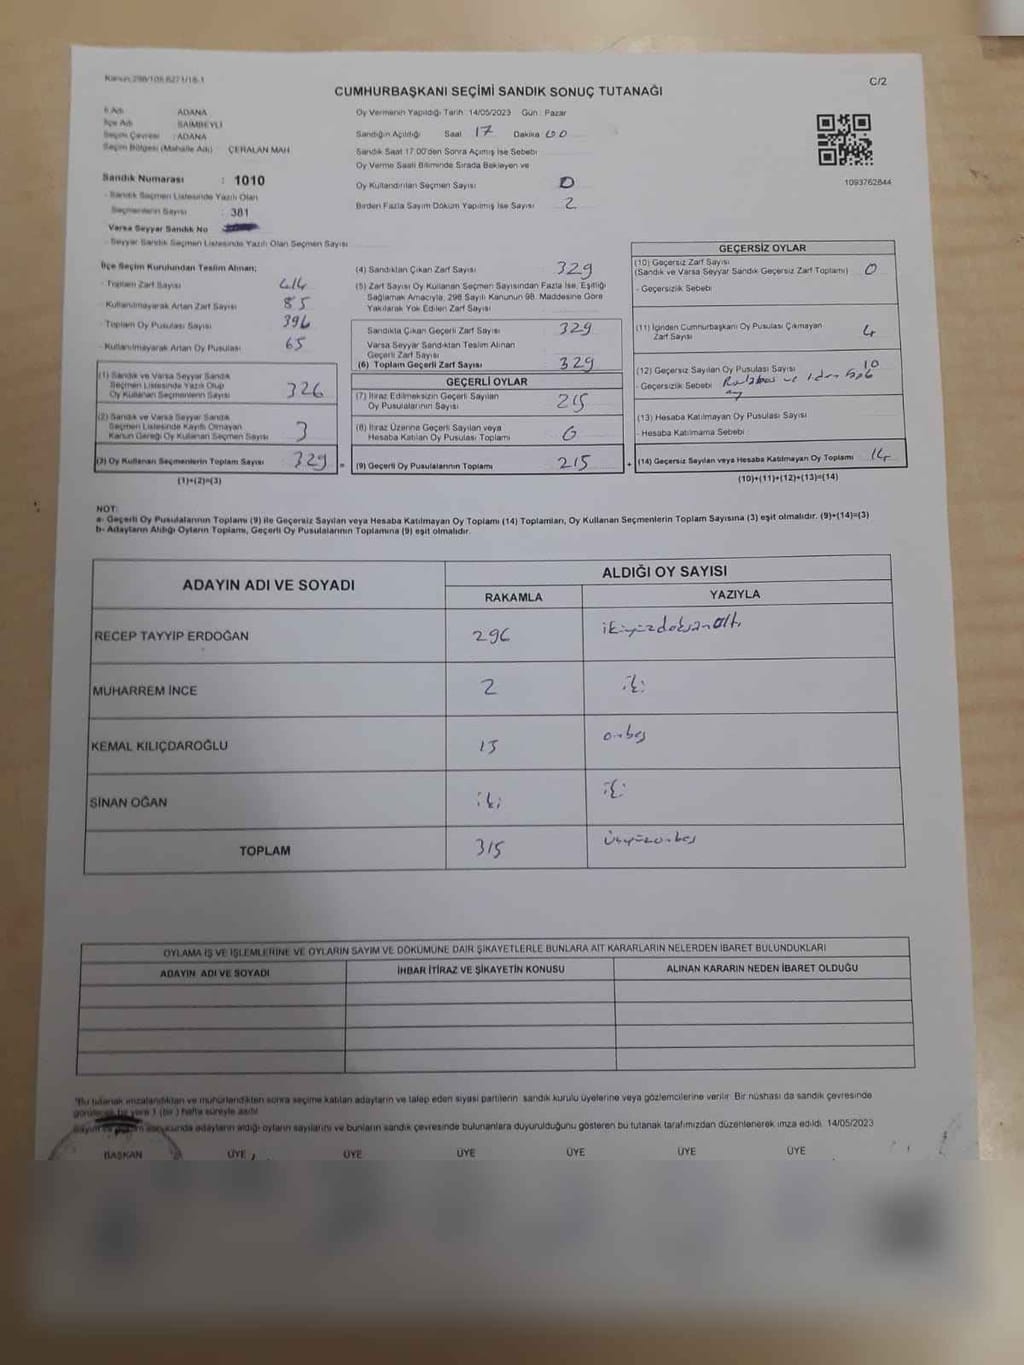 Kanun:298/105.6271/16-1
C/2
CUMHURBAŞKANI SEÇİMİ SANDIK SONUÇ TUTANAĞI
İl Adı ADANA
İlçe Adı SAİMBEYLİ
Seçim Çevresi : ADANA
Seçim Bölgesi (Mahalle Adı) ÇERALAN MAH.
Sandık Numarası : 1010
- Sandık Seçmen Listesinde Yazılı Olan
Seçmenlerin Sayısı : 381
Varsa Seyyar Sandık No
- Seyyar Sandık Seçmen Listesinde Yazılı Olan Seçmen Sayısı
Oy Vermenin Yapıldığı Tarih 14/05/2023 Gün : Pazar
Sandığın Açıldığı Saat 17 Dakika 00
Sandık Saat 17:00'den Sonra Açılmış İse Sebebi
Oy Verme Saati Bitiminde Sırada Bekleyen ve
Oy Kullandırılan Seçmen Sayısı 0
Birden Fazla Sayım Döküm Yapılmış İse Sayısı 2
1093762844
İlçe Seçim Kurulundan Teslim Alınan;
- Toplam Zarf Sayısı 414
- Kullanılmayarak Artan Zarf Sayısı 85
- Toplam Oy Pusulası Sayısı 396
- Kullanılmayarak Artan Oy Pusulası 65
(1) Sandık ve Varsa Seyyar Sandık
Seçmen Listesinde Yazılı Olup
Oy Kullanan Seçmenlerin Sayısı 326
(2) Sandık ve Varsa Seyyar Sandık
Seçmen Listesinde Kayıtlı Olmayan
Kanun Gereği Oy Kullanan Seçmen Sayısı 3
(3) Oy Kullanan Seçmenlerin Toplam Sayısı 329 =
(1)+(2)=(3)
(4) Sandıktan Çıkan Zarf Sayısı 329
(5) Zarf Sayısı Oy Kullanan Seçmen Sayısından Fazla İse, Eşitliği
Sağlamak Amacıyla, 298 Sayılı Kanunun 98. Maddesine Göre
Yakılarak Yok Edilen Zarf Sayısı
Sandıkta Çıkan Geçerli Zarf Sayısı 329
Varsa Seyyar Sandıktan Teslim Alınan
Geçerli Zarf Sayısı
(6) Toplam Geçerli Zarf Sayısı 329
GEÇERLİ OYLAR
(7) İtiraz Edilmeksizin Geçerli Sayılan
Oy Pusulalarının Sayısı 215
(8) İtiraz Üzerine Geçerli Sayılan veya
Hesaba Katılan Oy Pusulası Toplamı
(9) Geçerli Oy Pusulalarının Toplamı 215 +
GEÇERSİZ OYLAR
(10) Geçersiz Zarf Sayısı
(Sandık ve Varsa Seyyar Sandık Geçersiz Zarf Toplamı) 0
- Geçersizlik Sebebi
(11) İçinden Cumhurbaşkanı Oy Pusulası Çıkmayan
Zarf Sayısı 4
(12) Geçersiz Sayılan Oy Pusulası Sayısı 10
- Geçersizlik Sebebi
(13) Hesaba Katılmayan Oy Pusulası Sayısı
- Hesaba Katılmama Sebebi
(14) Geçersiz Sayılan veya Hesaba Katılmayan Oy Toplamı 14
(10)+(11)+(12)+(13)=(14)
NOT:
a- Geçerli Oy Pusulalarının Toplamı (9) ile Geçersiz Sayılan veya Hesaba Katılmayan Oy Toplamı (14) Toplamları, Oy Kullanan Seçmenlerin Toplam Sayısına (3) eşit olmalıdır. (9)+(14)=(3)
b- Adayların Aldığı Oyların Toplamı, Geçerli Oy Pusulalarının Toplamına (9) eşit olmalıdır.
ADAYIN ADI VE SOYADI ALDIĞI OY SAYISI
RAKAMLA YAZIYLA
RECEP TAYYİP ERDOĞAN 296 ikiyüzdoksanaltı
MUHARREM İNCE 2 iki
KEMAL KILIÇDAROĞLU 15 onbeş
SİNAN OĞAN iki iki
TOPLAM 315 üçyüzonbeş
OYLAMA İŞ VE İŞLEMLERİNE VE OYLARIN SAYIM VE DÖKÜMÜNE DAİR ŞİKAYETLERLE BUNLARA AİT KARARLARIN NELERDEN İBARET BULUNDUKLARI
ADAYIN ADI VE SOYADI İHBAR İTİRAZ VE ŞİKAYETİN KONUSU ALINAN KARARIN NEDEN İBARET OLDUĞU
*Bu tutanak imzalandıktan ve mühürlendikten sonra seçime katılan adayların ve talep eden siyasi partilerin sandık kurulu üyelerine veya gözlemcilerine verilir. Bir nüshası da sandık çevresinde
görülecek bir yere 1 (bir ) hafta süreyle asılır.
sonucunda adayların aldığı oyların sayılarını ve bunların sandık çevresinde bulunanlara duyurulduğunu gösteren bu tutanak tarafımızdan düzenlenerek imza edildi. 14/05/2023
BAŞKAN ÜYE ÜYE ÜYE ÜYE ÜYE ÜYE